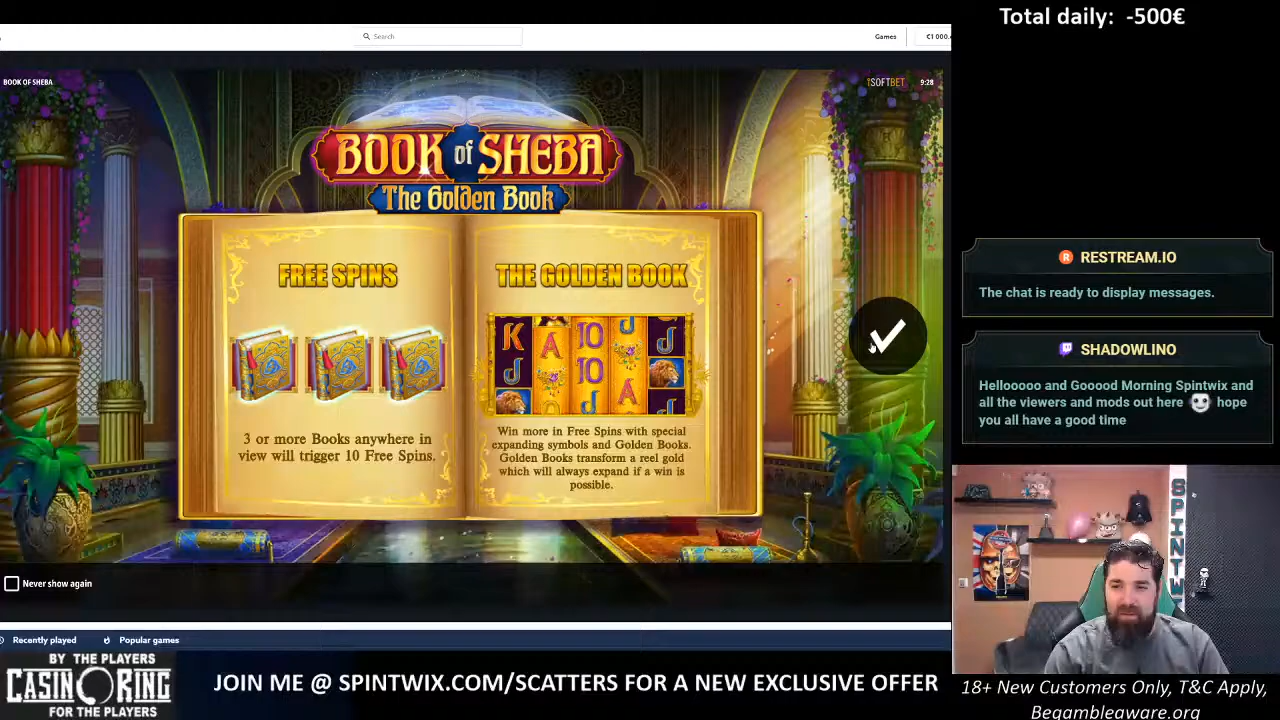 Total daily: -500€
Search
Games
€1 000.
BOOK OF SHEBA
iSOFTBET
9:28
BOOK of SHEBA
The Golden Book
FREE SPINS
3 or more Books anywhere in
view will trigger 10 Free Spins.
THE GOLDEN BOOK
K
J
A
10
10
J
J
A
J
J
Win more in Free Spins with special
expanding symbols and Golden Books.
Golden Books transform a reel gold
which will always expand if a win is
possible.
Never show again
Recently played
Popular games
R RESTREAM.IO
The chat is ready to display messages.
SHADOWLINO
Hellooooo and Gooood Morning Spintwix and
all the viewers and mods out here hope
you all have a good time
SPINTW
BY THE PLAYERS
CASINO RING
FOR THE PLAYERS
JOIN ME @ SPINTWIX.COM/SCATTERS FOR A NEW EXCLUSIVE OFFER
18+ New Customers Only, T&C Apply,
Begambleaware.org